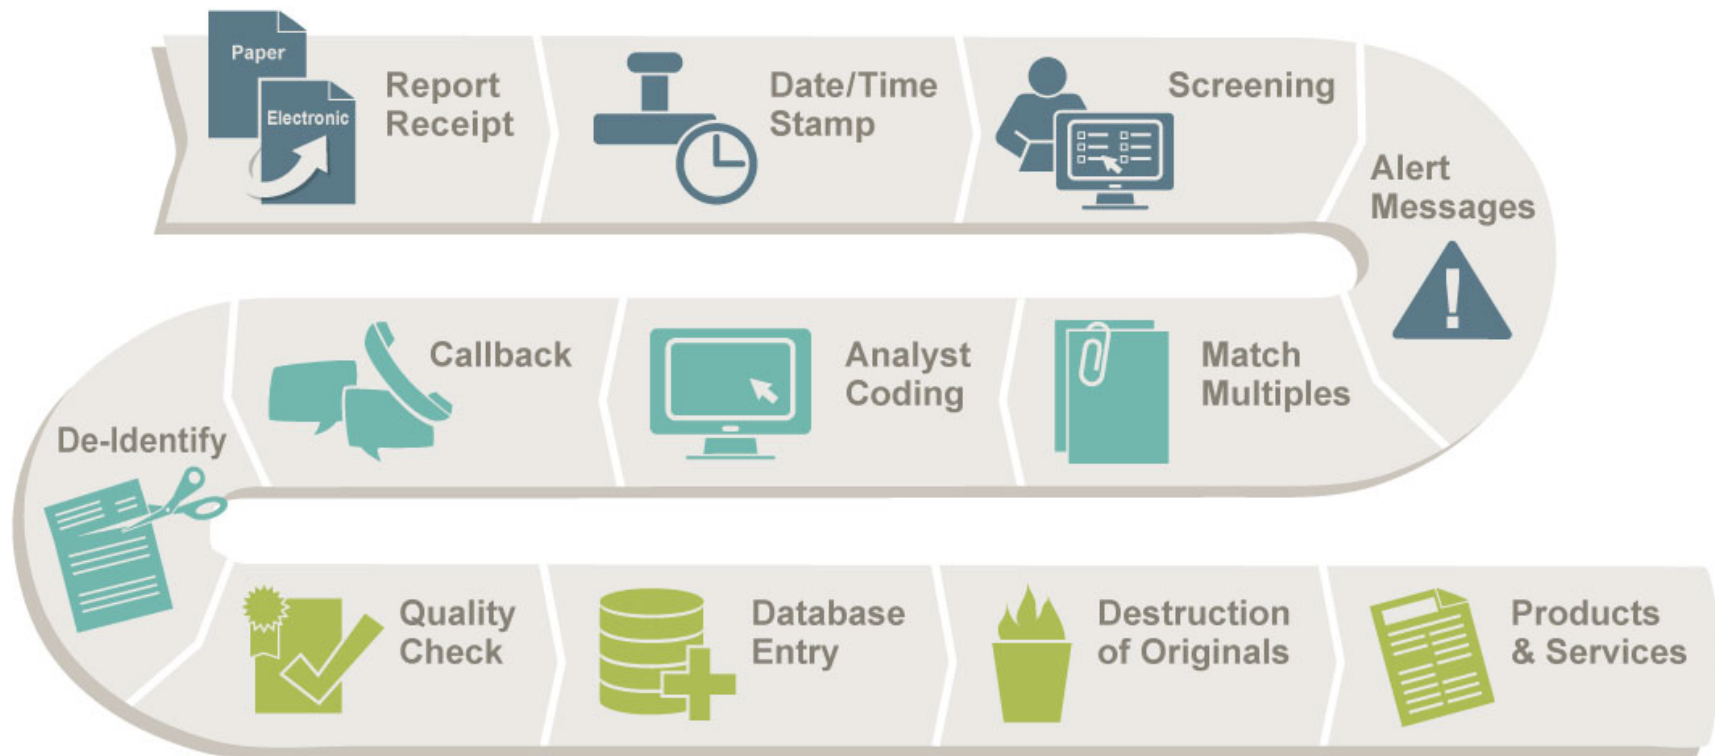 Paper
Electronic
Report
Receipt
Date/Time
Stamp
Screening
Alert
Messages
Match
Multiples
Analyst
Coding
Callback
De-Identify
Quality
Check
Database
Entry
Destruction
of Originals
Products
& Services